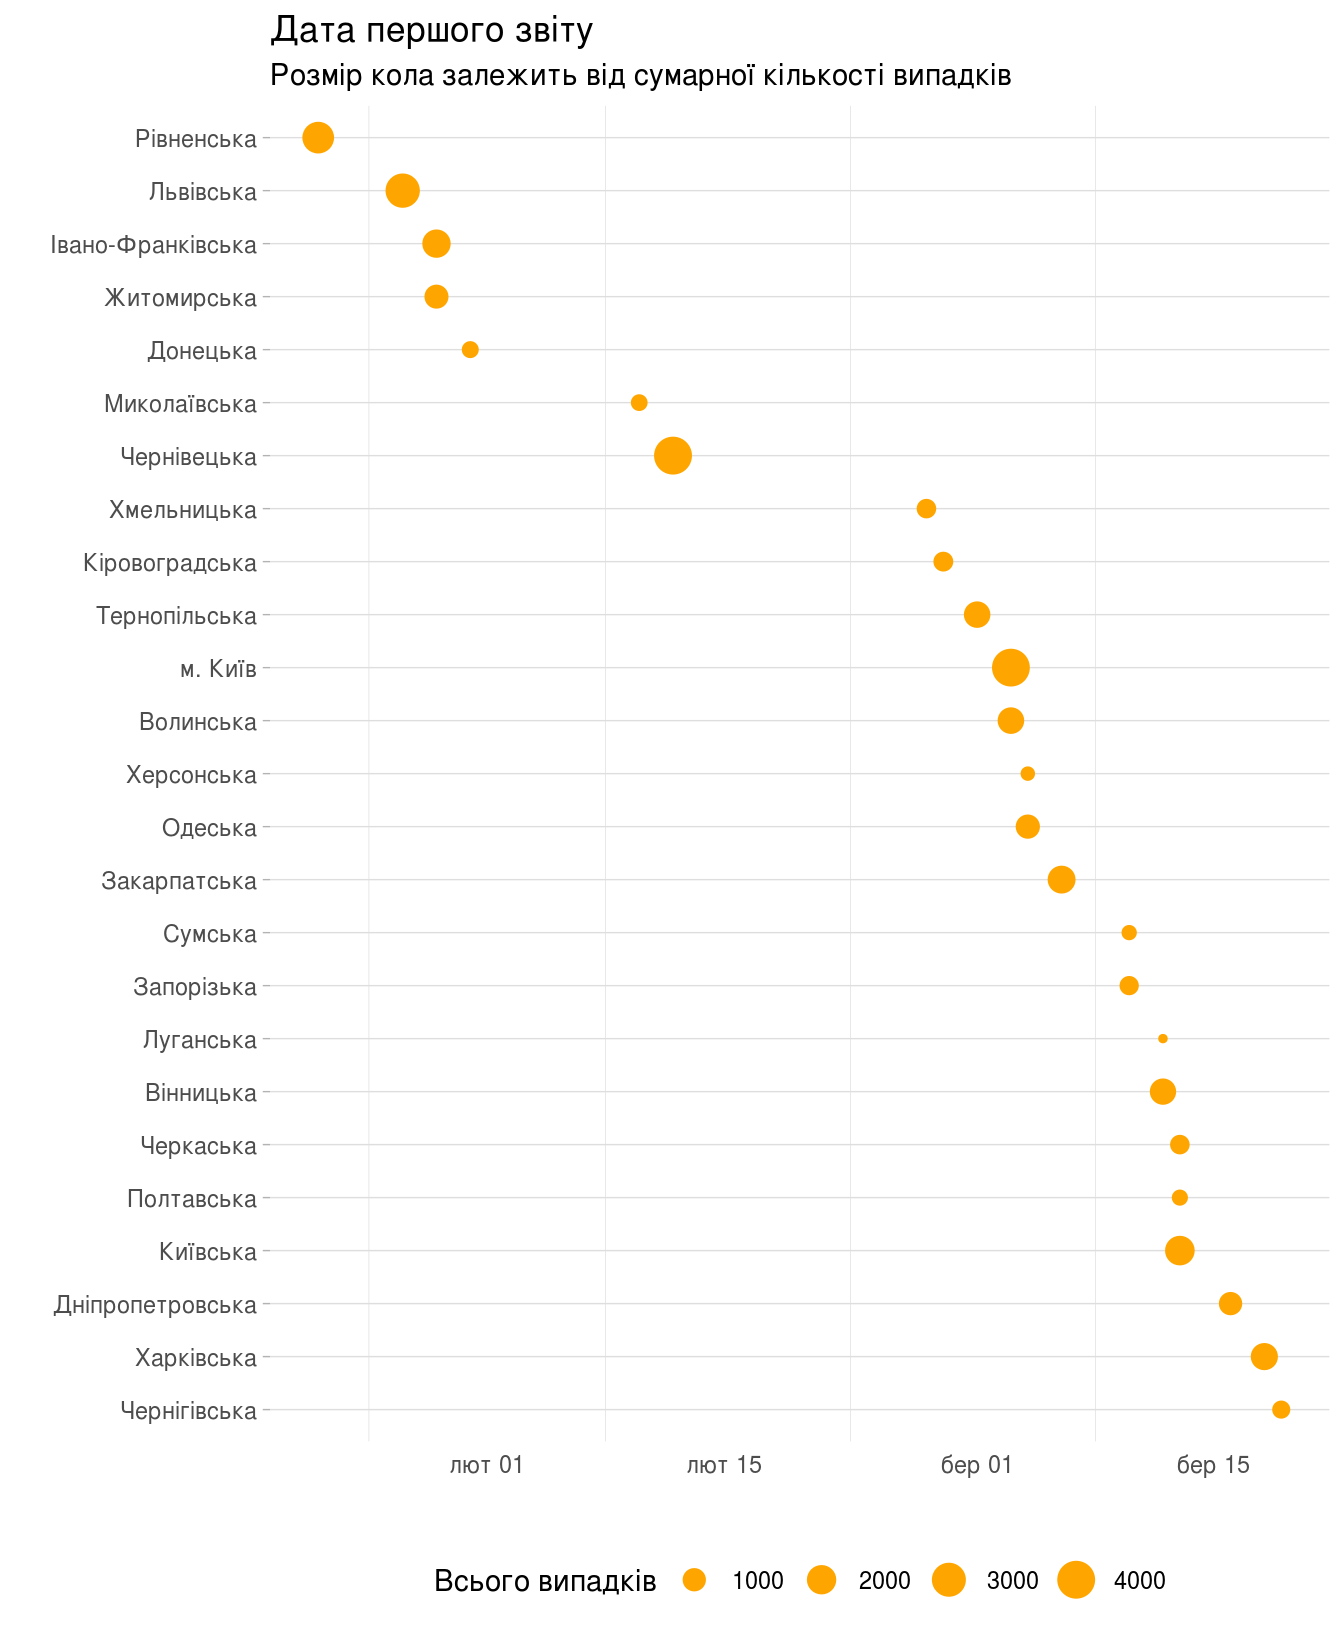 Дата першого звіту
Розмір кола залежить від сумарної кількості випадків
Рівненська
Львівська
Івано-Франківська
Житомирська
Донецька
Миколаївська
Чернівецька
Хмельницька
Кіровоградська
Тернопільська
м. Київ
Волинська
Херсонська
Одеська
Закарпатська
Сумська
Запорізька
Луганська
Вінницька
Черкаська
Полтавська
Київська
Дніпропетровська
Харківська
Чернігівська
лют 01 лют 15 бер 01 бер 15
Всього випадків 1000 2000 3000 4000